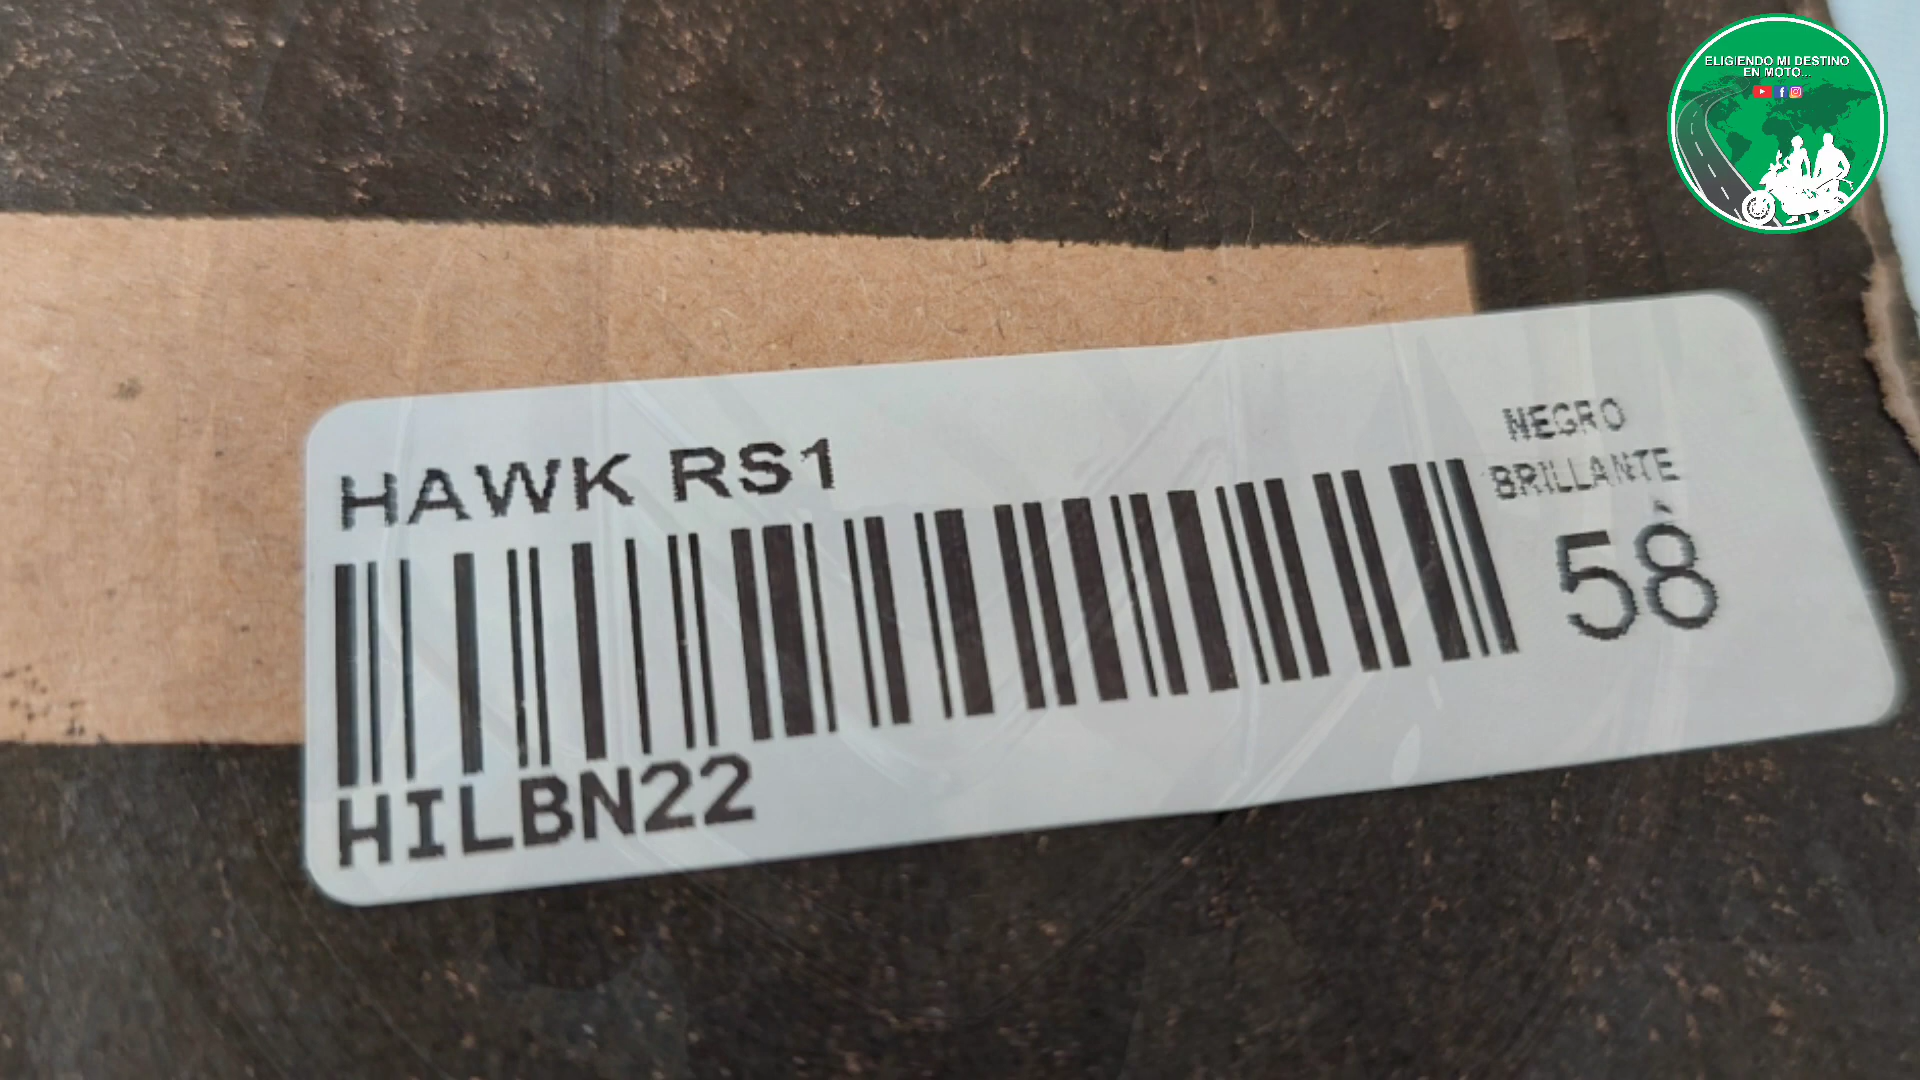 ELIGIENDO MI DESTINO
EN MOTO...
HAWK RS1
NEGRO
BRILLANTE
58
HILBN22